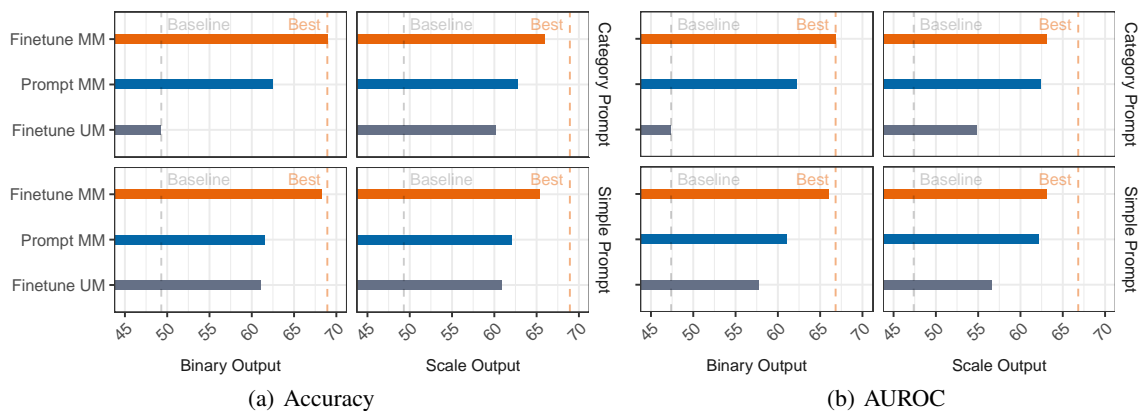 Baseline Best Baseline Best Baseline Best Baseline Best
Finetune MM
Prompt MM
Finetune UM
Category Prompt
Category Prompt
Baseline Best Baseline Best Baseline Best Baseline Best
Finetune MM
Prompt MM
Finetune UM
Simple Prompt
Simple Prompt
45 50 55 60 65 70 45 50 55 60 65 70 45 50 55 60 65 70 45 50 55 60 65 70
Binary Output Scale Output Binary Output Scale Output
(a) Accuracy (b) AUROC